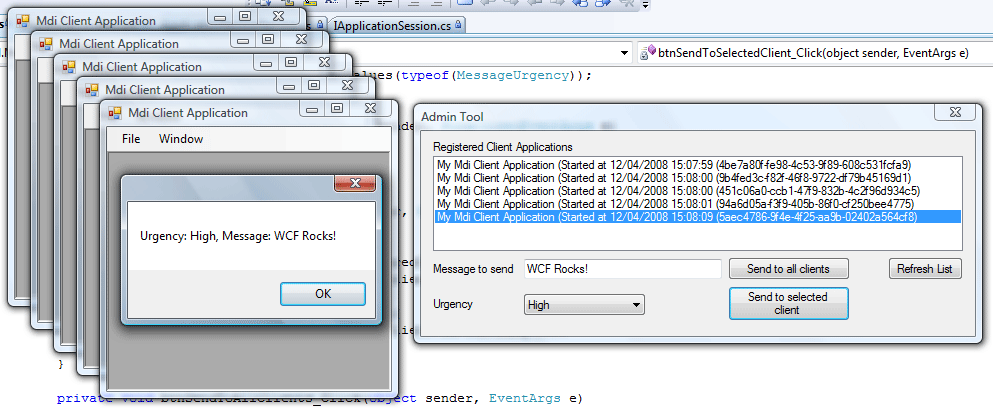 Mdi Client Application
Mdi Client Application
Mdi Client Application
Mdi Client Application
Mdi Client Application
File Window
Urgency: High, Message: WCF Rocks!
OK
IApplicationSession.cs
btnSendToSelectedClient_Click(object sender, EventArgs e)
alues(typeof(MessageUrgency));
Admin Tool
Registered Client Applications
My Mdi Client Application (Started at 12/04/2008 15:07:59 (4be7a80f-fe98-4c53-9f89-608c531fcfa9)
My Mdi Client Application (Started at 12/04/2008 15:08:00 (9b4fed3c-f82f-46f8-9722-df79b45169d1)
My Mdi Client Application (Started at 12/04/2008 15:08:00 (451c06a0-ccb1-47f9-832b-4c2f96d934c5)
My Mdi Client Application (Started at 12/04/2008 15:08:01 (94a6d05a-f3f9-405b-86f0-cf250bee4775)
My Mdi Client Application (Started at 12/04/2008 15:08:09 (5aec4786-9f4e-4f25-aa9b-02402a564cf8)
Message to send WCF Rocks! Send to all clients Refresh List
Urgency High Send to selected client
}
private void btnSendToAllClients_Click(object sender, EventArgs e)